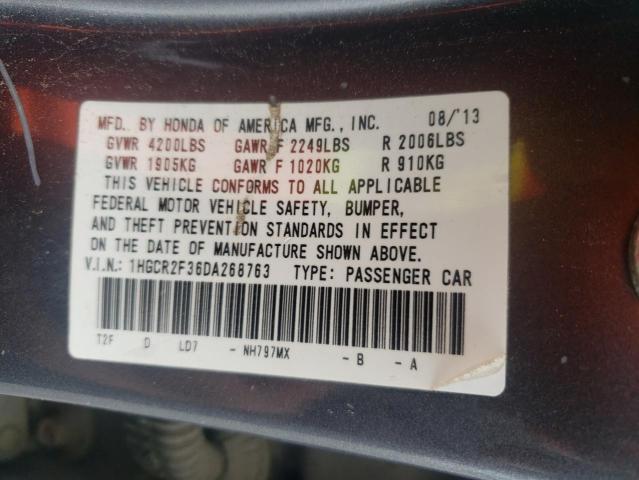 MFD. BY HONDA OF AMERICA MFG., INC. 08/'13
GVWR 4200LBS GAWR F 2249LBS R 2006LBS
GVWR 1905KG GAWR F 1020KG R 910KG
THIS VEHICLE CONFORMS TO ALL APPLICABLE
FEDERAL MOTOR VEHICLE SAFETY, BUMPER,
AND THEFT PREVENTION STANDARDS IN EFFECT
ON THE DATE OF MANUFACTURE SHOWN ABOVE.
V.I.N.: 1HGCR2F36DA268763 TYPE: PASSENGER CAR
T2F D LD7 - NH797MX - B - A